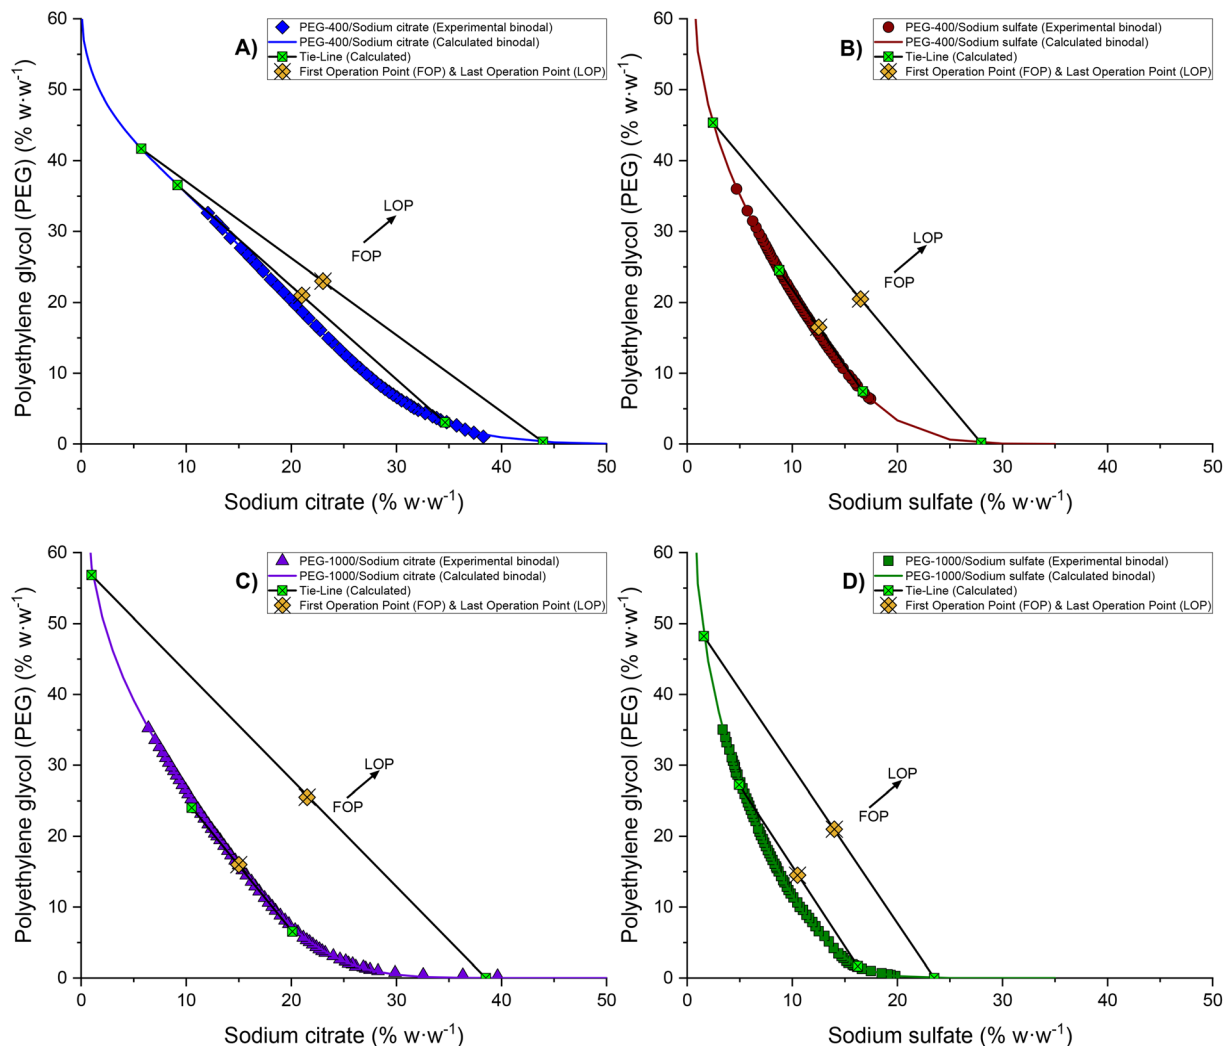 A)
PEG-400/Sodium citrate (Experimental binodal)
PEG-400/Sodium citrate (Calculated binodal)
Tie-Line (Calculated)
First Operation Point (FOP) & Last Operation Point (LOP)
LOP
FOP
Polyethylene glycol (PEG) (% w·w⁻¹)
60
50
40
30
20
10
0
0 10 20 30 40 50
Sodium citrate (% w·w⁻¹)
B)
PEG-400/Sodium sulfate (Experimental binodal)
PEG-400/Sodium sulfate (Calculated binodal)
Tie-Line (Calculated)
First Operation Point (FOP) & Last Operation Point (LOP)
LOP
FOP
Polyethylene glycol (PEG) (% w·w⁻¹)
60
50
40
30
20
10
0
0 10 20 30 40 50
Sodium sulfate (% w·w⁻¹)
C)
PEG-1000/Sodium citrate (Experimental binodal)
PEG-1000/Sodium citrate (Calculated binodal)
Tie-Line (Calculated)
First Operation Point (FOP) & Last Operation Point (LOP)
LOP
FOP
Polyethylene glycol (PEG) (% w·w⁻¹)
60
50
40
30
20
10
0
0 10 20 30 40 50
Sodium citrate (% w·w⁻¹)
D)
PEG-1000/Sodium sulfate (Experimental binodal)
PEG-1000/Sodium sulfate (Calculated binodal)
Tie-Line (Calculated)
First Operation Point (FOP) & Last Operation Point (LOP)
LOP
FOP
Polyethylene glycol (PEG) (% w·w⁻¹)
60
50
40
30
20
10
0
0 10 20 30 40 50
Sodium sulfate (% w·w⁻¹)